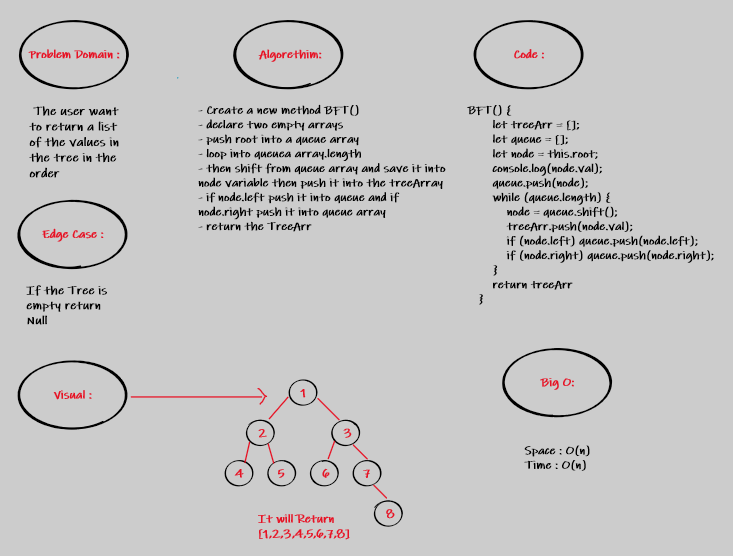 Problem Domain :
The user want
to return a list
of the values in
the tree in the
order
Edge Case :
If the Tree is
empty return
Null
Algorethim:
- Create a new method BFT()
- declare two empty arrays
- push root into a queue array
- loop into queuea array.length
- then shift from queue array and save it into
node variable then push it into the treeArray
- if node.left push it into queue and if
node.right push it into queue array
- return the TreeArr
Code :
BFT() {
let treeArr = [];
let queue = [];
let node = this.root;
console.log(node.val);
queue.push(node);
while (queue.length) {
node = queue.shift();
treeArr.push(node.val);
if (node.left) queue.push(node.left);
if (node.right) queue.push(node.right);
}
return treeArr
}
Visual :
1
2 3
4 5 6 7
8
It will Return
[1,2,3,4,5,6,7,8]
Big O:
Space : O(n)
Time : O(n)